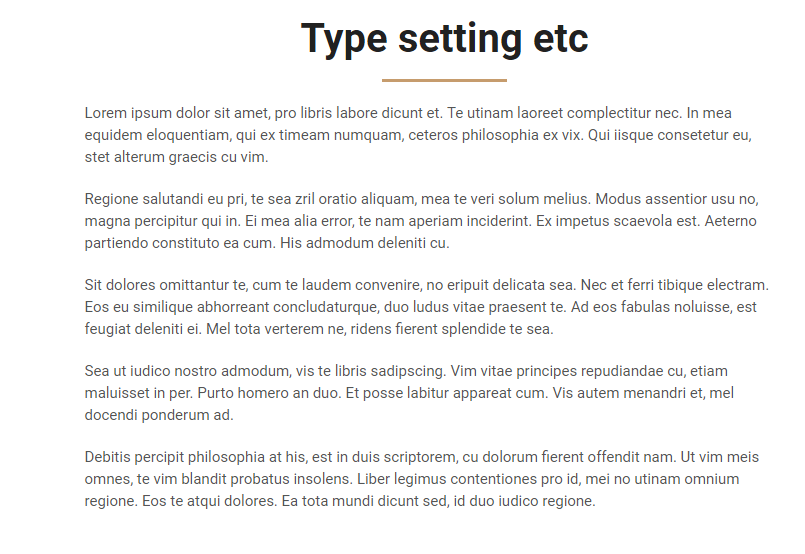 Type setting etc
Lorem ipsum dolor sit amet, pro libris labore dicunt et. Te utinam laoreet complectitur nec. In mea
equidem eloquentiam, qui ex timeam numquam, ceteros philosophia ex vix. Qui iisque consetetur eu,
stet alterum graecis cu vim.
Regione salutandi eu pri, te sea zril oratio aliquam, mea te veri solum melius. Modus assentior usu no,
magna percipitur qui in. Ei mea alia error, te nam aperiam inciderint. Ex impetus scaevola est. Aeterno
partiendo constituto ea cum. His admodum deleniti cu.
Sit dolores omittantur te, cum te laudem convenire, no eripuit delicata sea. Nec et ferri tibique electram.
Eos eu similique abhorreant concludaturque, duo ludus vitae praesent te. Ad eos fabulas noluisse, est
feugiat deleniti ei. Mel tota verterem ne, ridens fierent splendide te sea.
Sea ut iudico nostro admodum, vis te libris sadipscing. Vim vitae principes repudiandae cu, etiam
maluisset in per. Purto homero an duo. Et posse labitur appareat cum. Vis autem menandri et, mel
docendi ponderum ad.
Debitis percipit philosophia at his, est in duis scriptorem, cu dolorum fierent offendit nam. Ut vim meis
omnes, te vim blandit probatus insolens. Liber legimus contentiones pro id, mei no utinam omnium
regione. Eos te atqui dolores. Ea tota mundi dicunt sed, id duo iudico regione.